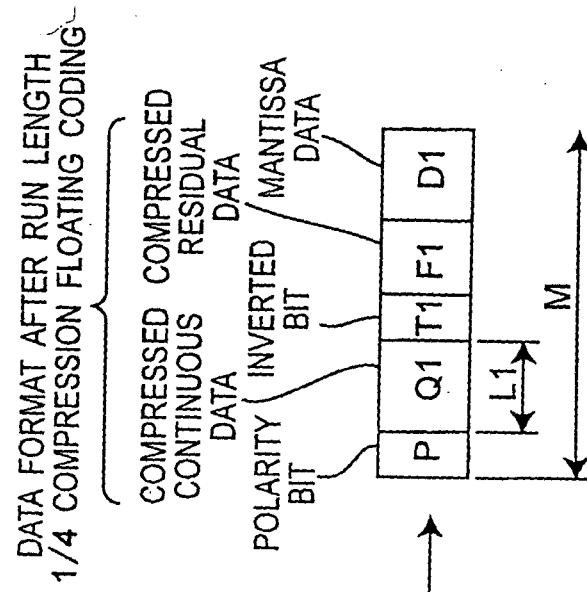 DATA FORMAT AFTER RUN LENGTH
1/4 COMPRESSION FLOATING CODING
COMPRESSED
CONTINUOUS
DATA
COMPRESSED
RESIDUAL
DATA
POLARITY
BIT
INVERTED
BIT
MANTISSA
DATA
P
Q1
T1
F1
D1
L1
M